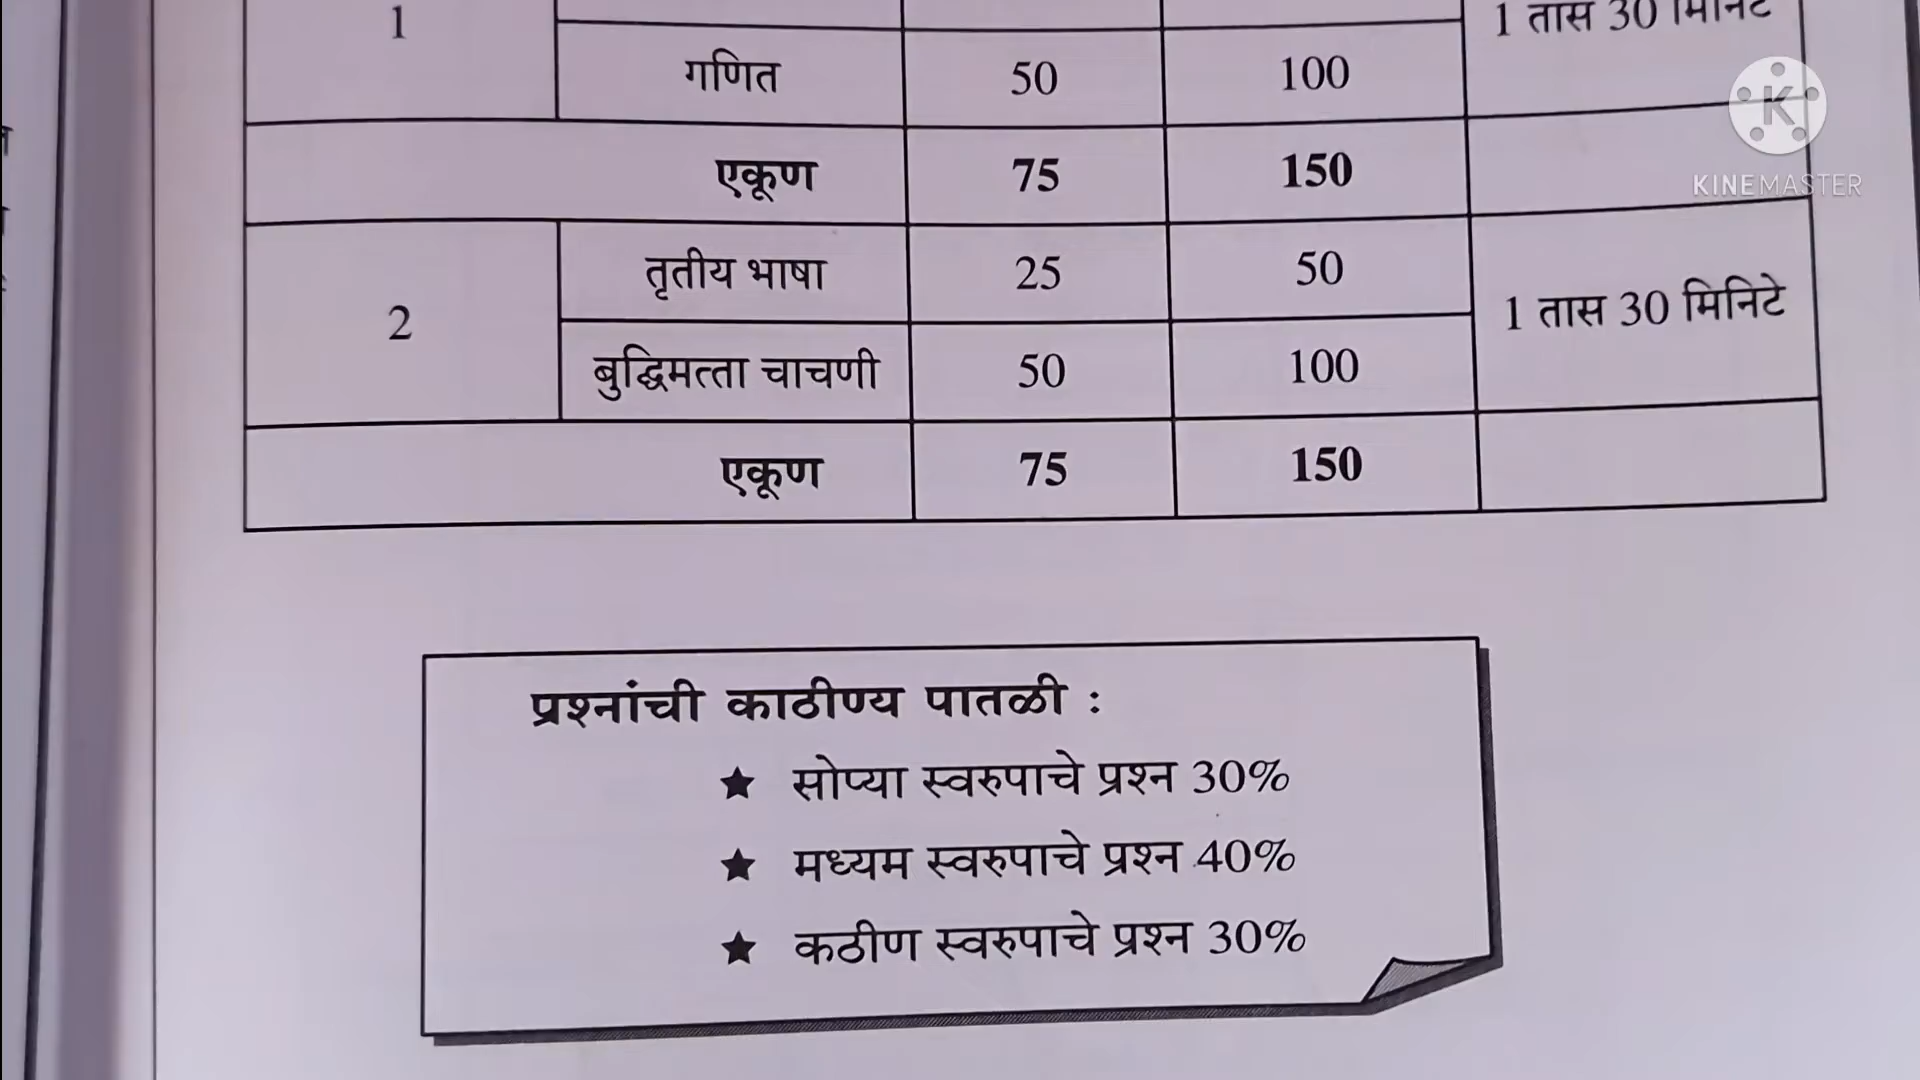 1
1 तास 30 मिनिटे
गणित 50 100
एकूण 75 150
KINEMASTER
तृतीय भाषा 25 50
2
1 तास 30 मिनिटे
बुद्धिमत्ता चाचणी 50 100
एकूण 75 150
प्रश्नांची काठीण्य पातळी :
★ सोप्या स्वरुपाचे प्रश्न 30%
★ मध्यम स्वरुपाचे प्रश्न 40%
★ कठीण स्वरुपाचे प्रश्न 30%